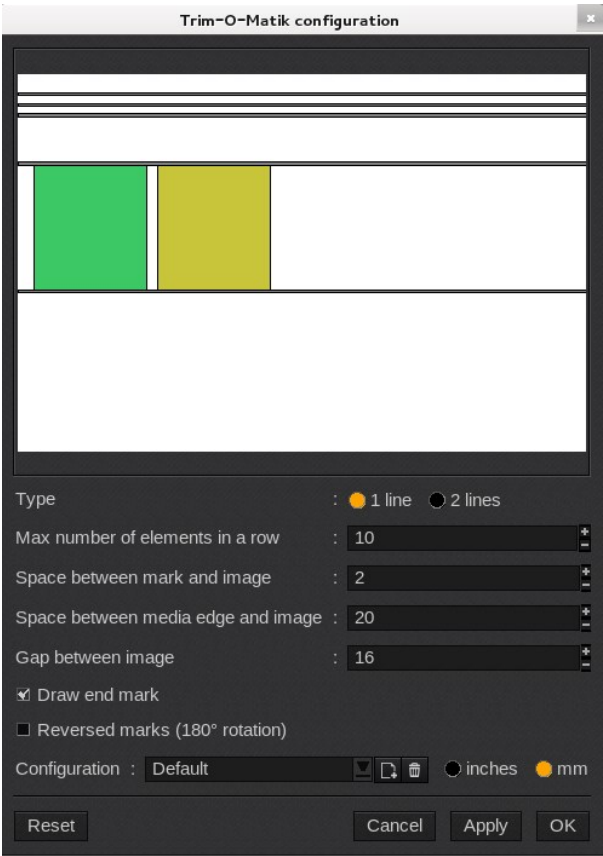 Trim-O-Matik configuration
Type : 1 line 2 lines
Max number of elements in a row : 10
Space between mark and image : 2
Space between media edge and image : 20
Gap between image : 16
Draw end mark
Reversed marks (180° rotation)
Configuration : Default inches mm
Reset Cancel Apply OK